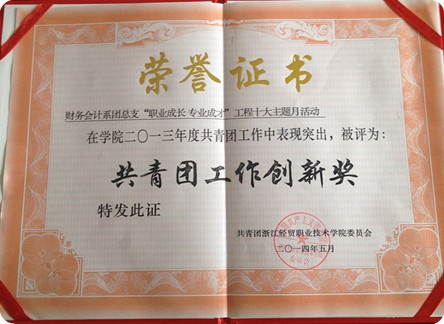 荣誉证书
财务会计系团总支“职业成长 专业成才”工程十大主题月活动
在学院二〇一三年度共青团工作中表现突出，被评为：
共青团工作创新奖
特发此证
共青团浙江经贸职业技术学院委员会
二〇一四年五月